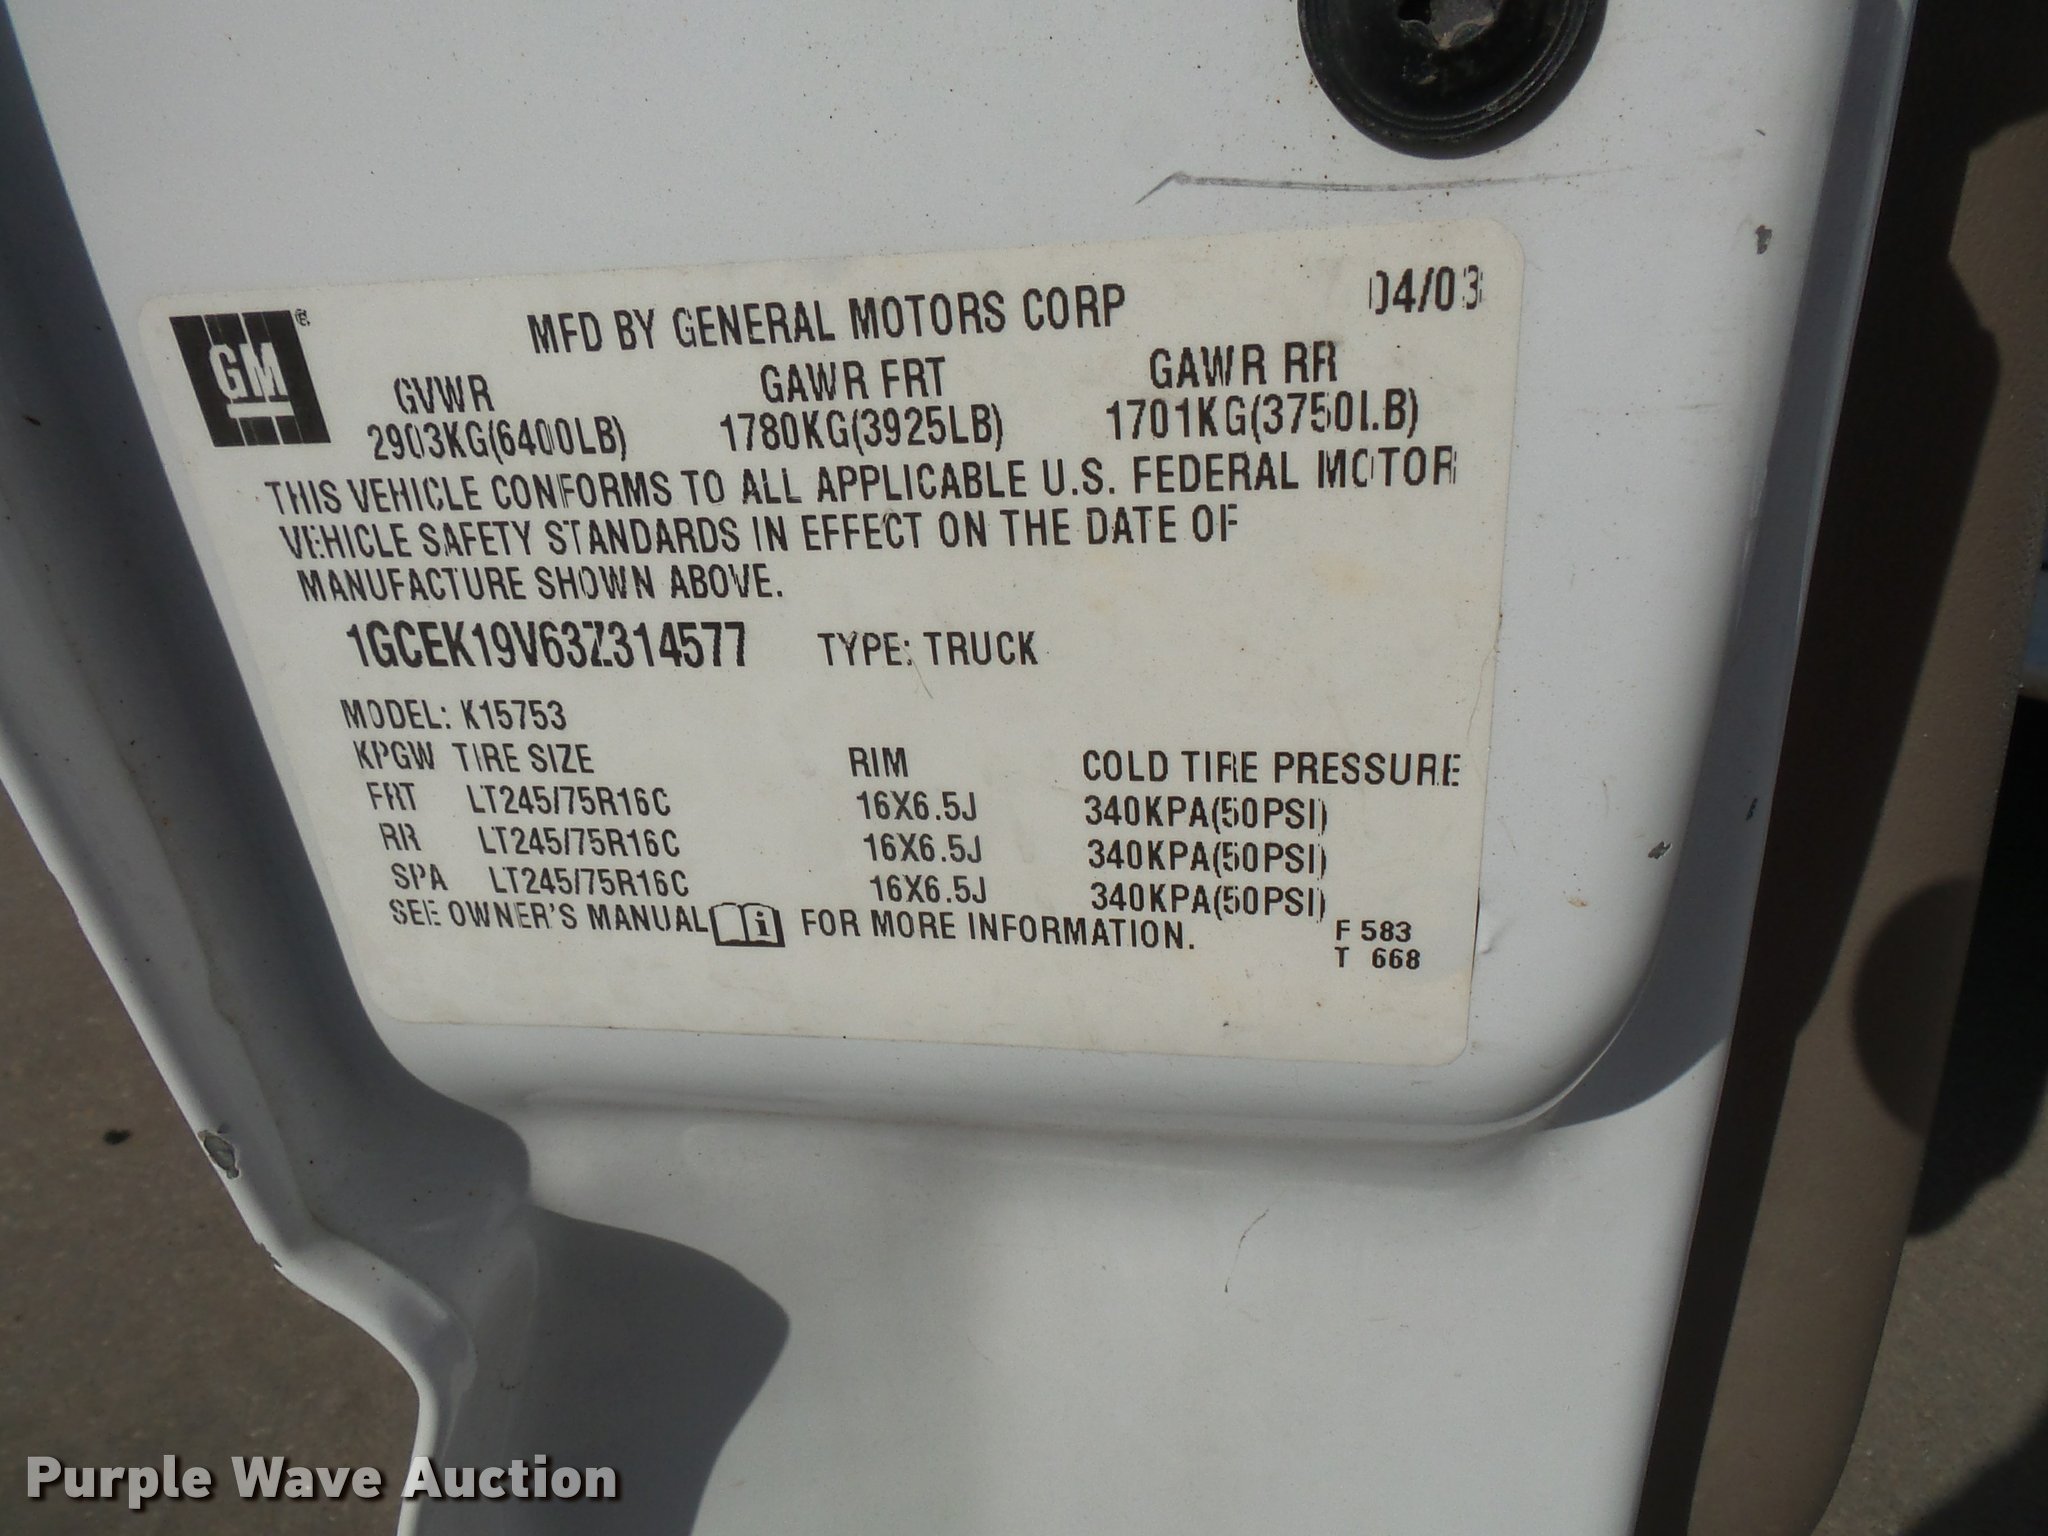 GM
MFD BY GENERAL MOTORS CORP 04/03
GVWR GAWR FRT GAWR RR
2903KG(6400LB) 1780KG(3925LB) 1701KG(3750LB)
THIS VEHICLE CONFORMS TO ALL APPLICABLE U.S. FEDERAL MOTOR
VEHICLE SAFETY STANDARDS IN EFFECT ON THE DATE OF
MANUFACTURE SHOWN ABOVE.
1GCEK19V63Z314577 TYPE: TRUCK
MODEL: K15753
KPGW TIRE SIZE RIM COLD TIRE PRESSURE
FRT LT245/75R16C 16X6.5J 340KPA(50PSI)
RR LT245/75R16C 16X6.5J 340KPA(50PSI)
SPA LT245/75R16C 16X6.5J 340KPA(50PSI)
SEE OWNER'S MANUAL i FOR MORE INFORMATION.
F 583
T 668
Purple Wave Auction